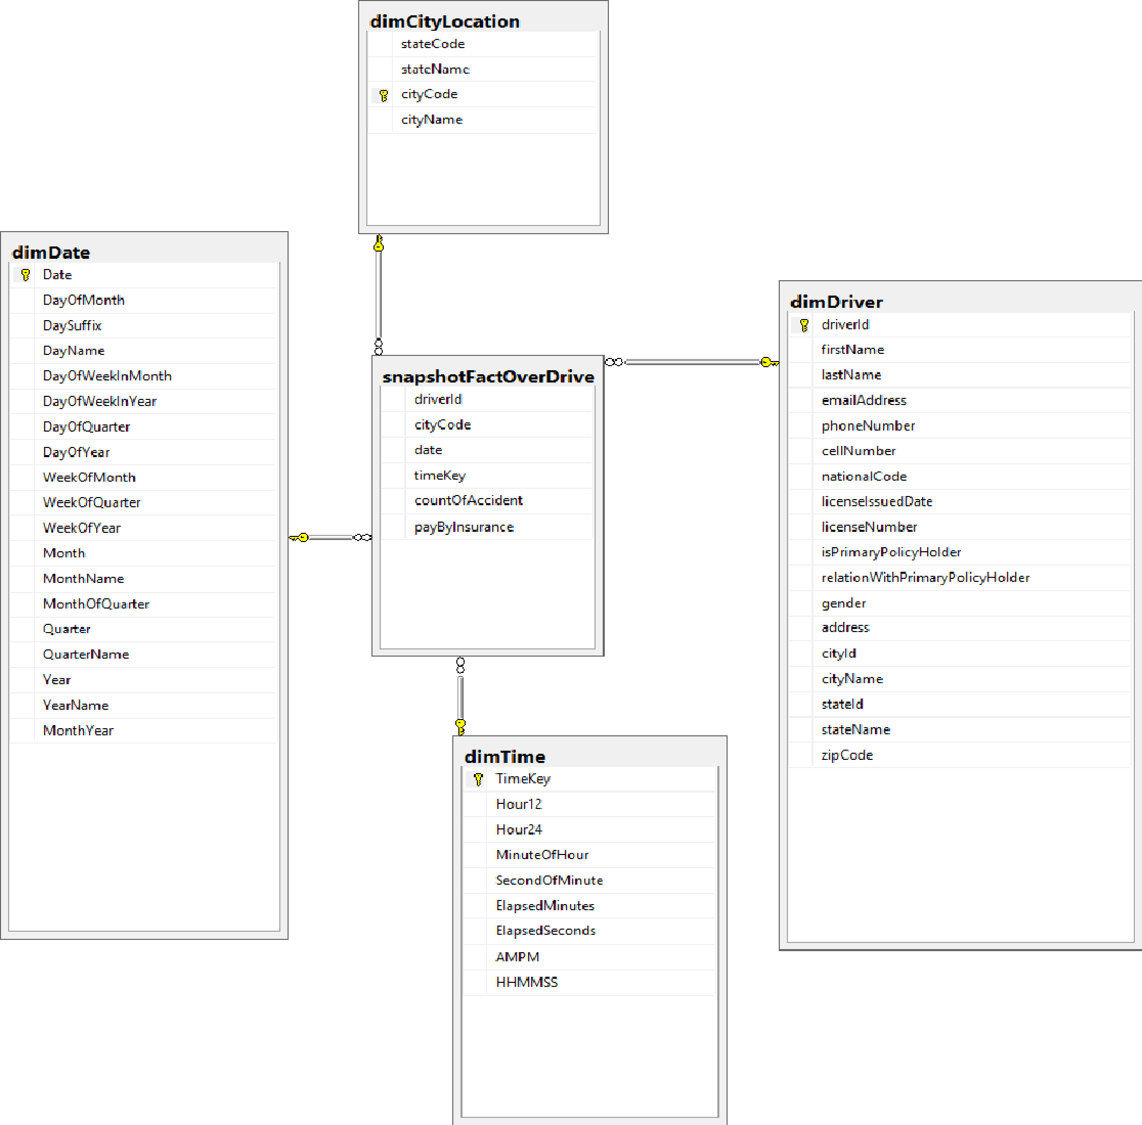 dimCityLocation
stateCode
stateName
cityCode
cityName
dimDate
Date
DayOfMonth
DaySuffix
DayName
DayOfWeekInMonth
DayOfWeekInYear
DayOfQuarter
DayOfYear
WeekOfMonth
WeekOfQuarter
WeekOfYear
Month
MonthName
MonthOfQuarter
Quarter
QuarterName
Year
YearName
MonthYear
snapshotFactOverDrive
driverId
cityCode
date
timeKey
countOfAccident
payByInsurance
dimDriver
driverId
firstName
lastName
emailAddress
phoneNumber
cellNumber
nationalCode
licenseIssuedDate
licenseNumber
isPrimaryPolicyHolder
relationWithPrimaryPolicyHolder
gender
address
cityId
cityName
stateId
stateName
zipCode
dimTime
TimeKey
Hour12
Hour24
MinuteOfHour
SecondOfMinute
ElapsedMinutes
ElapsedSeconds
AMPM
HHMMSS